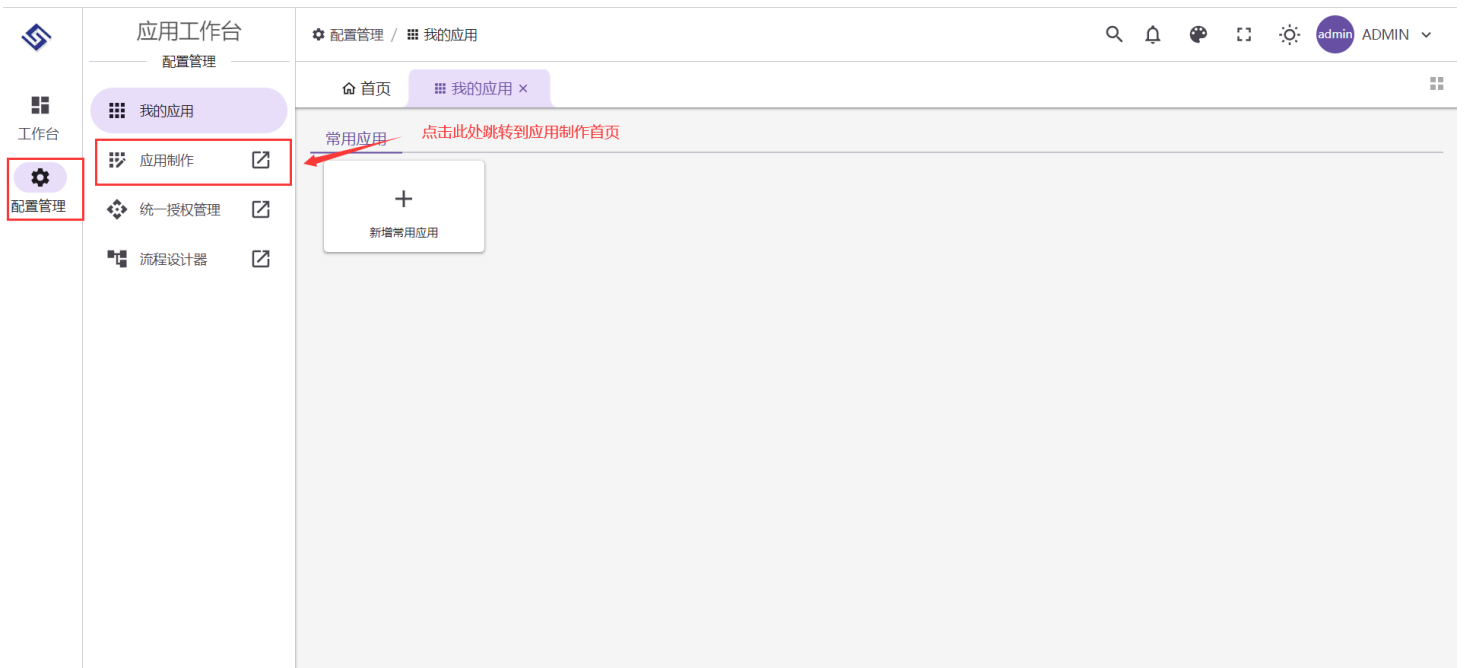 工作台
配置管理
应用工作台
配置管理
我的应用
应用制作
统一授权管理
流程设计器
配置管理 / 我的应用
admin ADMIN
首页 我的应用 ×
常用应用
点击此处跳转到应用制作首页
新增常用应用